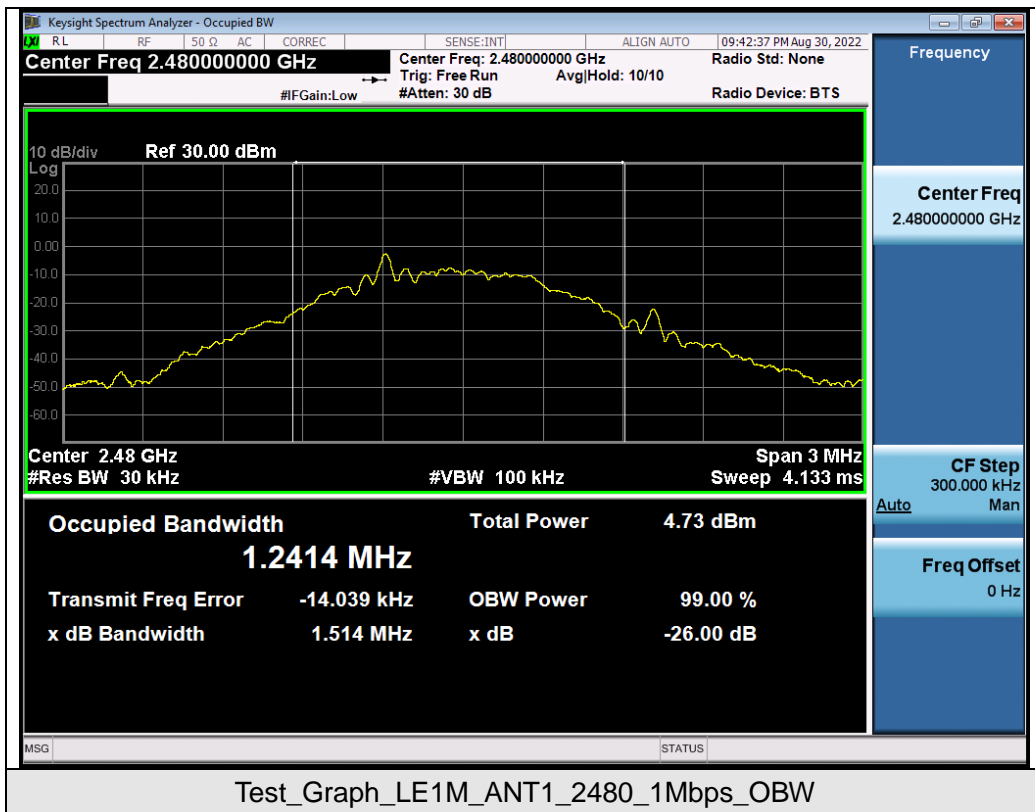 Keysight Spectrum Analyzer - Occupied BW
LXI RL RF 50 Ω AC CORREC SENSE:INT ALIGN AUTO 09:42:37 PM Aug 30, 2022
Center Freq 2.480000000 GHz
Center Freq: 2.480000000 GHz
Radio Std: None
Trig: Free Run Avg|Hold: 10/10
#IFGain:Low #Atten: 30 dB Radio Device: BTS
Frequency
10 dB/div Ref 30.00 dBm
Log
20.0
10.0
0.00
-10.0
-20.0
-30.0
-40.0
-50.0
-60.0
Center 2.48 GHz Span 3 MHz
#Res BW 30 kHz #VBW 100 kHz Sweep 4.133 ms
Center Freq
2.480000000 GHz
CF Step
300.000 kHz
Auto Man
Freq Offset
0 Hz
Occupied Bandwidth Total Power 4.73 dBm
1.2414 MHz
Transmit Freq Error -14.039 kHz OBW Power 99.00 %
x dB Bandwidth 1.514 MHz x dB -26.00 dB
MSG STATUS
Test_Graph_LE1M_ANT1_2480_1Mbps_OBW